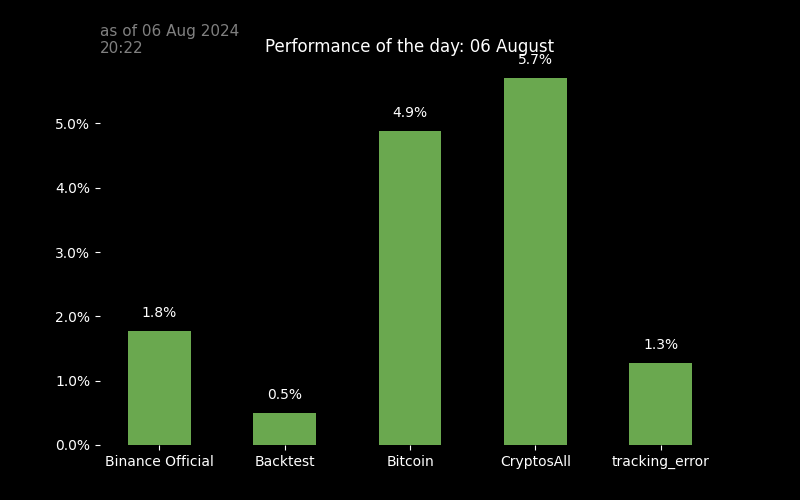 as of 06 Aug 2024
20:22
Performance of the day: 06 August
5.7%
4.9%
1.8%
1.3%
0.5%
5.0%
4.0%
3.0%
2.0%
1.0%
0.0%
Binance Official
Backtest
Bitcoin
CryptosAll
tracking_error